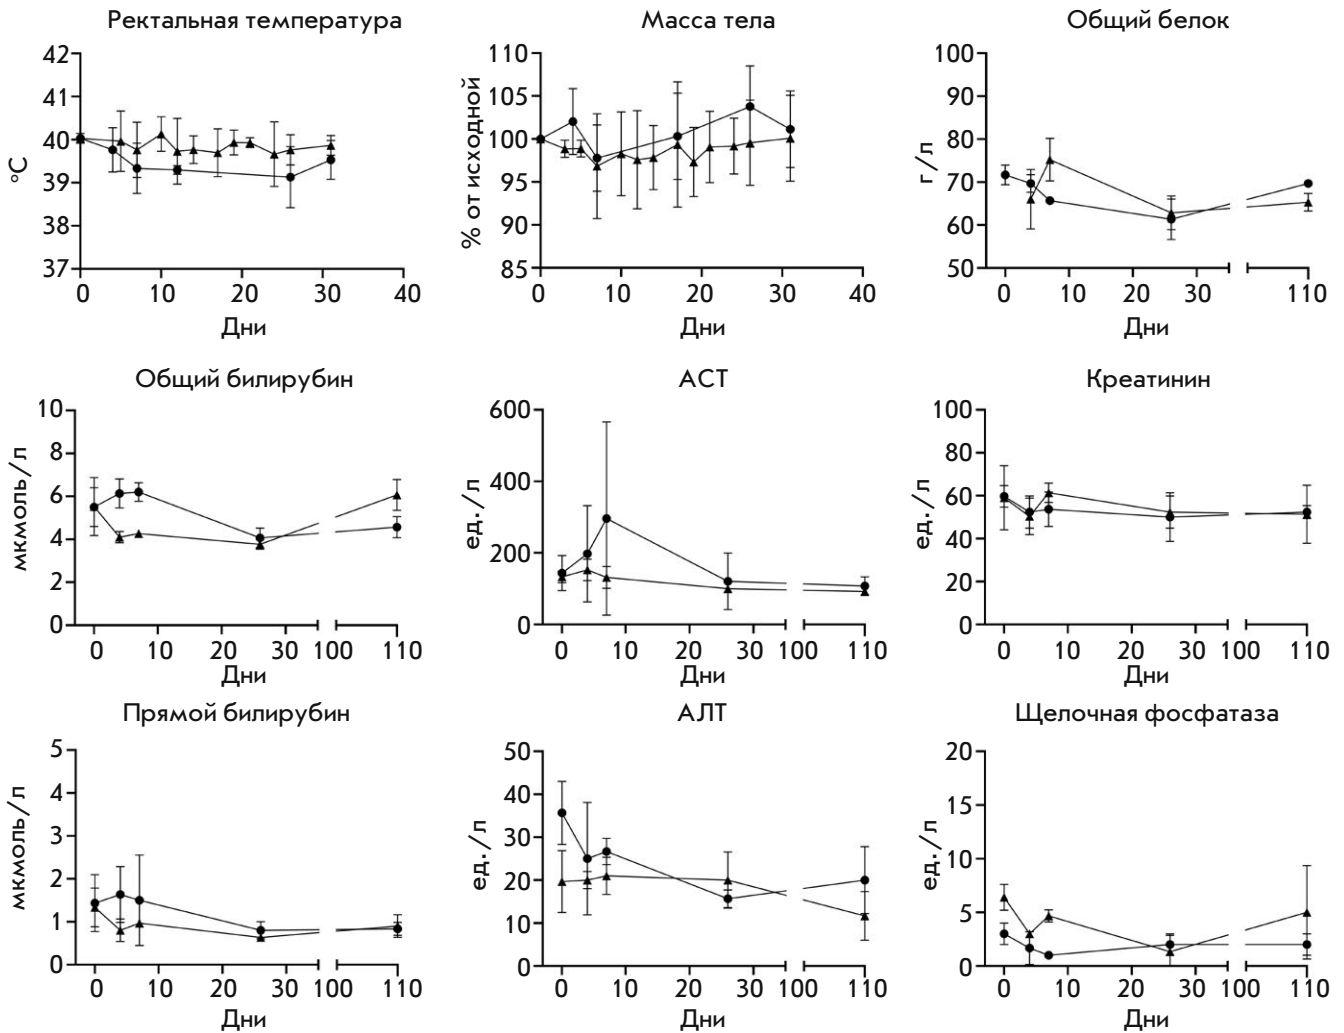 Ректальная температура
42
40
39
38
37
°C
0 10 20 30 40
Дни
Масса тела
110
105
100
95
90
85
% от исходной
0 10 20 30 40
Дни
Общий белок
100
90
80
70
60
50
г/л
0 10 20 30 110
Дни
Общий билирубин
10
8
6
4
2
0
мкмоль/л
0 10 20 30 100 110
Дни
АСТ
600
400
200
0
ед./л
0 10 20 30 100 110
Дни
Креатинин
100
80
60
40
20
0
ед./л
0 10 20 30 100 110
Дни
Прямой билирубин
5
4
3
2
1
0
мкмоль/л
0 10 20 30 100 110
Дни
АЛТ
50
40
30
20
10
0
ед./л
0 10 20 30 100 110
Дни
Щелочная фосфатаза
20
15
10
5
0
ед./л
0 10 20 30 100 110
Дни